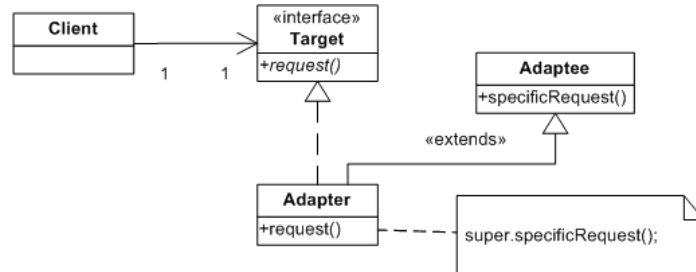 Client
«interface»
Target
+request()
1
1
Adaptee
+specificRequest()
«extends»
Adapter
+request()
super.specificRequest();